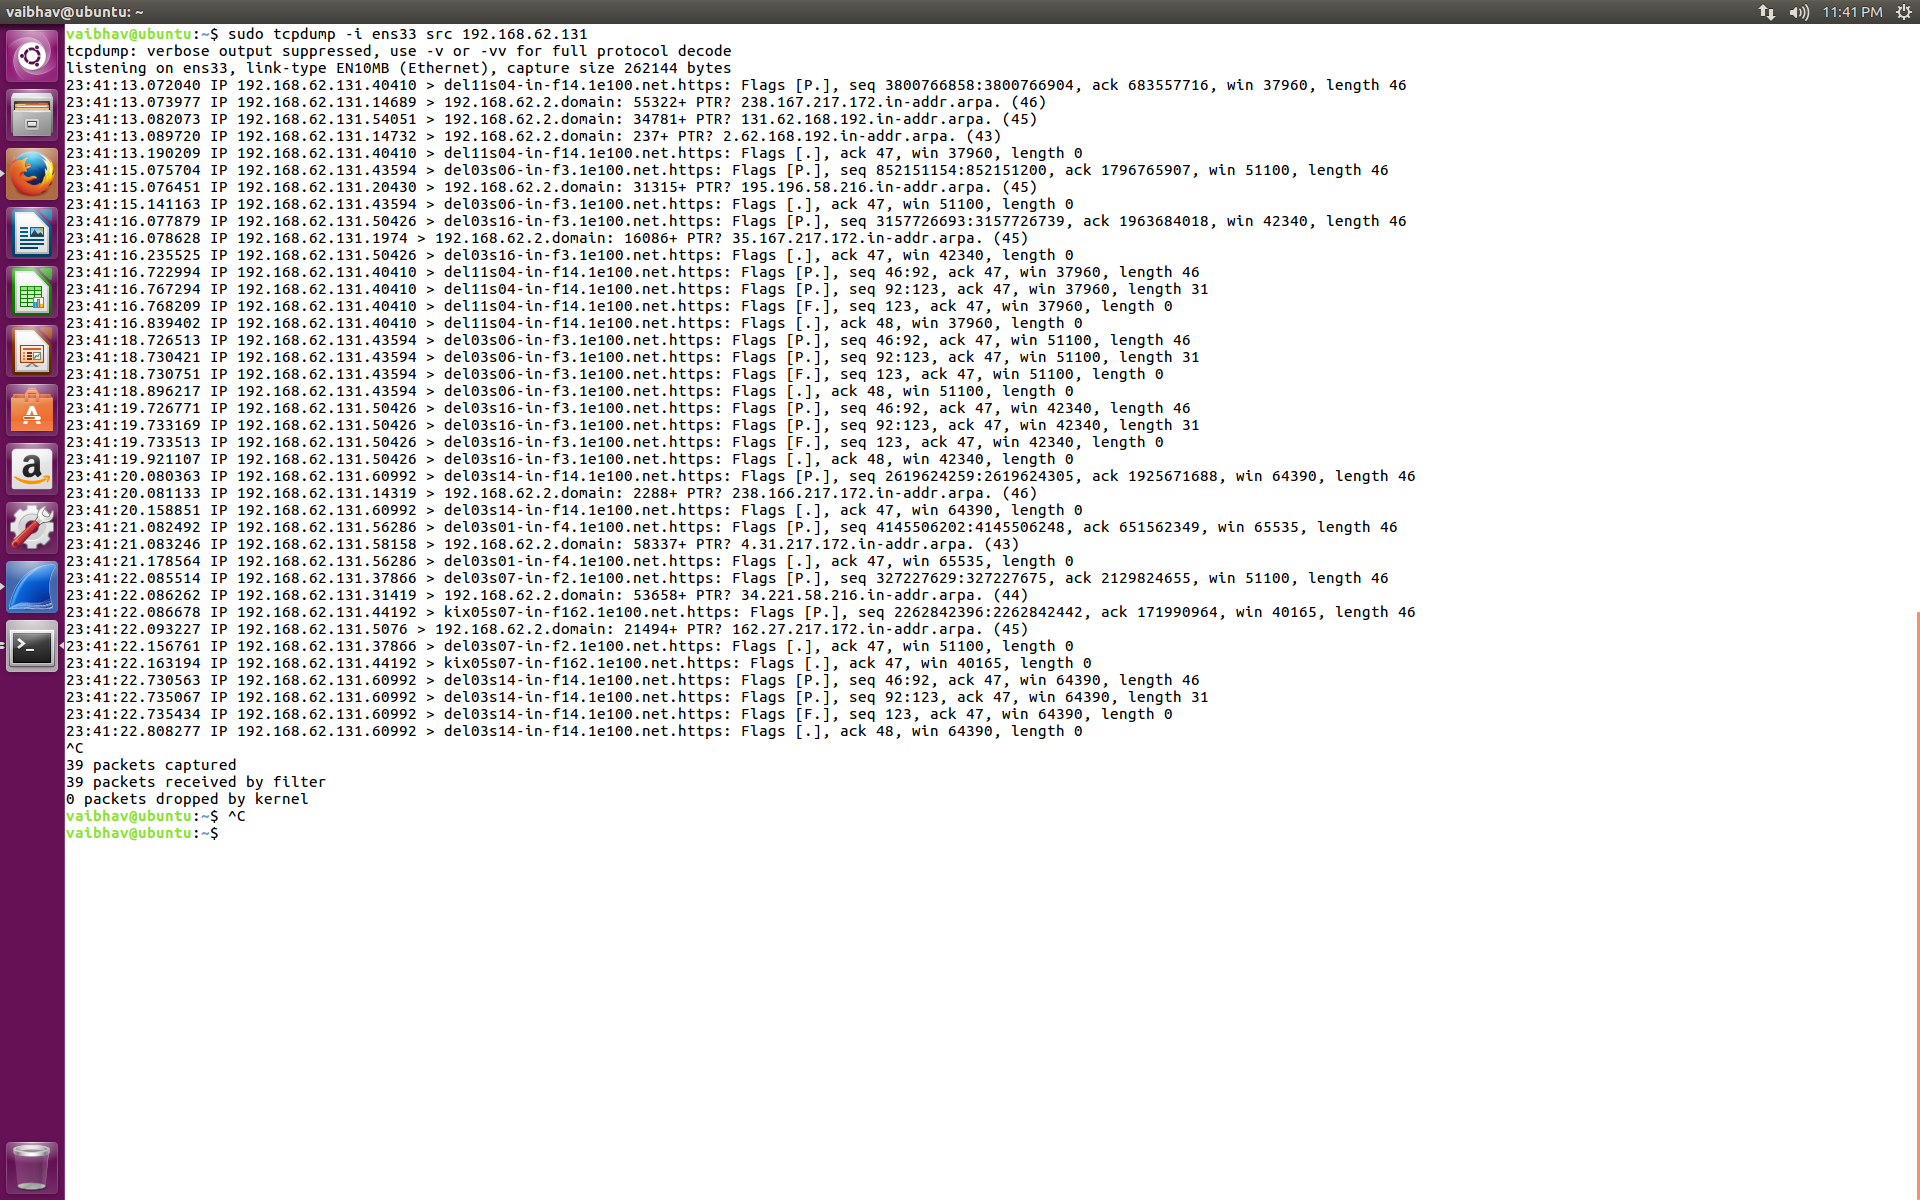 vaibhav@ubuntu: ~
11:41 PM
vaibhav@ubuntu:~$ sudo tcpdump -i ens33 src 192.168.62.131
tcpdump: verbose output suppressed, use -v or -vv for full protocol decode
listening on ens33, link-type EN10MB (Ethernet), capture size 262144 bytes
23:41:13.072040 IP 192.168.62.131.40410 > del11s04-in-f14.1e100.net.https: Flags [P.], seq 3800766858:3800766904, ack 683557716, win 37960, length 46
23:41:13.073977 IP 192.168.62.131.14689 > 192.168.62.2.domain: 55322+ PTR? 238.167.217.172.in-addr.arpa. (46)
23:41:13.082073 IP 192.168.62.131.54051 > 192.168.62.2.domain: 34781+ PTR? 131.62.168.192.in-addr.arpa. (45)
23:41:13.089720 IP 192.168.62.131.14732 > 192.168.62.2.domain: 237+ PTR? 2.62.168.192.in-addr.arpa. (43)
23:41:13.190209 IP 192.168.62.131.40410 > del11s04-in-f14.1e100.net.https: Flags [.], ack 47, win 37960, length 0
23:41:15.075704 IP 192.168.62.131.43594 > del03s06-in-f3.1e100.net.https: Flags [P.], seq 852151154:852151200, ack 1796765907, win 51100, length 46
23:41:15.076451 IP 192.168.62.131.20430 > 192.168.62.2.domain: 31315+ PTR? 195.196.58.216.in-addr.arpa. (45)
23:41:15.141163 IP 192.168.62.131.43594 > del03s06-in-f3.1e100.net.https: Flags [.], ack 47, win 51100, length 0
23:41:16.077879 IP 192.168.62.131.50426 > del03s16-in-f3.1e100.net.https: Flags [P.], seq 3157726693:3157726739, ack 1963684018, win 42340, length 46
23:41:16.078628 IP 192.168.62.131.1974 > 192.168.62.2.domain: 16086+ PTR? 35.167.217.172.in-addr.arpa. (45)
23:41:16.235525 IP 192.168.62.131.50426 > del03s16-in-f3.1e100.net.https: Flags [.], ack 47, win 42340, length 0
23:41:16.722994 IP 192.168.62.131.40410 > del11s04-in-f14.1e100.net.https: Flags [P.], seq 46:92, ack 47, win 37960, length 46
23:41:16.767294 IP 192.168.62.131.40410 > del11s04-in-f14.1e100.net.https: Flags [P.], seq 92:123, ack 47, win 37960, length 31
23:41:16.768209 IP 192.168.62.131.40410 > del11s04-in-f14.1e100.net.https: Flags [F.], seq 123, ack 47, win 37960, length 0
23:41:16.839402 IP 192.168.62.131.40410 > del11s04-in-f14.1e100.net.https: Flags [.], ack 48, win 37960, length 0
23:41:18.726513 IP 192.168.62.131.43594 > del03s06-in-f3.1e100.net.https: Flags [P.], seq 46:92, ack 47, win 51100, length 46
23:41:18.730421 IP 192.168.62.131.43594 > del03s06-in-f3.1e100.net.https: Flags [P.], seq 92:123, ack 47, win 51100, length 31
23:41:18.730751 IP 192.168.62.131.43594 > del03s06-in-f3.1e100.net.https: Flags [F.], seq 123, ack 47, win 51100, length 0
23:41:18.896217 IP 192.168.62.131.43594 > del03s06-in-f3.1e100.net.https: Flags [.], ack 48, win 51100, length 0
23:41:19.726771 IP 192.168.62.131.50426 > del03s16-in-f3.1e100.net.https: Flags [P.], seq 46:92, ack 47, win 42340, length 46
23:41:19.733169 IP 192.168.62.131.50426 > del03s16-in-f3.1e100.net.https: Flags [P.], seq 92:123, ack 47, win 42340, length 31
23:41:19.733513 IP 192.168.62.131.50426 > del03s16-in-f3.1e100.net.https: Flags [F.], seq 123, ack 47, win 42340, length 0
23:41:19.921107 IP 192.168.62.131.50426 > del03s16-in-f3.1e100.net.https: Flags [.], ack 48, win 42340, length 0
23:41:20.080363 IP 192.168.62.131.60992 > del03s14-in-f14.1e100.net.https: Flags [P.], seq 2619624259:2619624305, ack 1925671688, win 64390, length 46
23:41:20.081133 IP 192.168.62.131.14319 > 192.168.62.2.domain: 2288+ PTR? 238.166.217.172.in-addr.arpa. (46)
23:41:20.158851 IP 192.168.62.131.60992 > del03s14-in-f14.1e100.net.https: Flags [.], ack 47, win 64390, length 0
23:41:21.082492 IP 192.168.62.131.56286 > del03s01-in-f4.1e100.net.https: Flags [P.], seq 4145506202:4145506248, ack 651562349, win 65535, length 46
23:41:21.083246 IP 192.168.62.131.58158 > 192.168.62.2.domain: 58337+ PTR? 4.31.217.172.in-addr.arpa. (43)
23:41:21.178564 IP 192.168.62.131.56286 > del03s01-in-f4.1e100.net.https: Flags [.], ack 47, win 65535, length 0
23:41:22.085514 IP 192.168.62.131.37866 > del03s07-in-f2.1e100.net.https: Flags [P.], seq 327227629:327227675, ack 2129824655, win 51100, length 46
23:41:22.086262 IP 192.168.62.131.31419 > 192.168.62.2.domain: 53658+ PTR? 34.221.58.216.in-addr.arpa. (44)
23:41:22.086678 IP 192.168.62.131.44192 > kix05s07-in-f162.1e100.net.https: Flags [P.], seq 2262842396:2262842442, ack 171990964, win 40165, length 46
23:41:22.093227 IP 192.168.62.131.5076 > 192.168.62.2.domain: 21494+ PTR? 162.27.217.172.in-addr.arpa. (45)
23:41:22.156761 IP 192.168.62.131.37866 > del03s07-in-f2.1e100.net.https: Flags [.], ack 47, win 51100, length 0
23:41:22.163194 IP 192.168.62.131.44192 > kix05s07-in-f162.1e100.net.https: Flags [.], ack 47, win 40165, length 0
23:41:22.730563 IP 192.168.62.131.60992 > del03s14-in-f14.1e100.net.https: Flags [P.], seq 46:92, ack 47, win 64390, length 46
23:41:22.735067 IP 192.168.62.131.60992 > del03s14-in-f14.1e100.net.https: Flags [P.], seq 92:123, ack 47, win 64390, length 31
23:41:22.735434 IP 192.168.62.131.60992 > del03s14-in-f14.1e100.net.https: Flags [F.], seq 123, ack 47, win 64390, length 0
23:41:22.808277 IP 192.168.62.131.60992 > del03s14-in-f14.1e100.net.https: Flags [.], ack 48, win 64390, length 0
^C
39 packets captured
39 packets received by filter
0 packets dropped by kernel
vaibhav@ubuntu:~$ ^C
vaibhav@ubuntu:~$